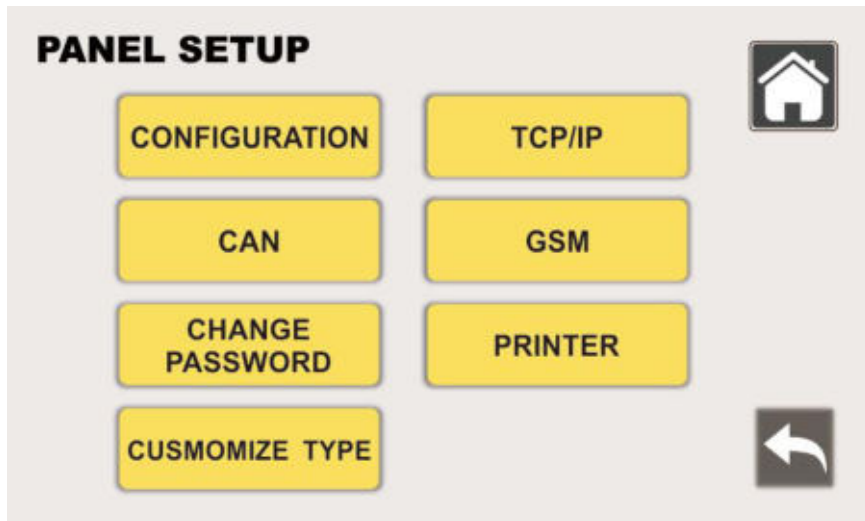 PANEL SETUP
CONFIGURATION
TCP/IP
CAN
GSM
CHANGE
PASSWORD
PRINTER
CUSMOMIZE TYPE